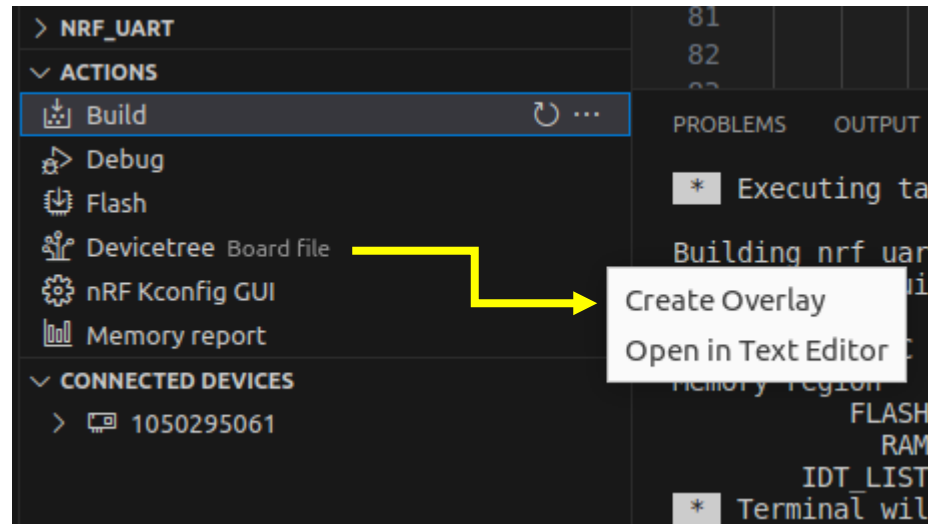 NRF_UART
ACTIONS
Build
Debug
Flash
Devicetree Board file
nRF Kconfig GUI
Memory report
CONNECTED DEVICES
1050295061
81
82
PROBLEMS OUTPUT
* Executing ta
Building nrf uar
Create Overlay
Open in Text Editor
Memory region
FLASH
RAM
IDT_LIST
* Terminal wil